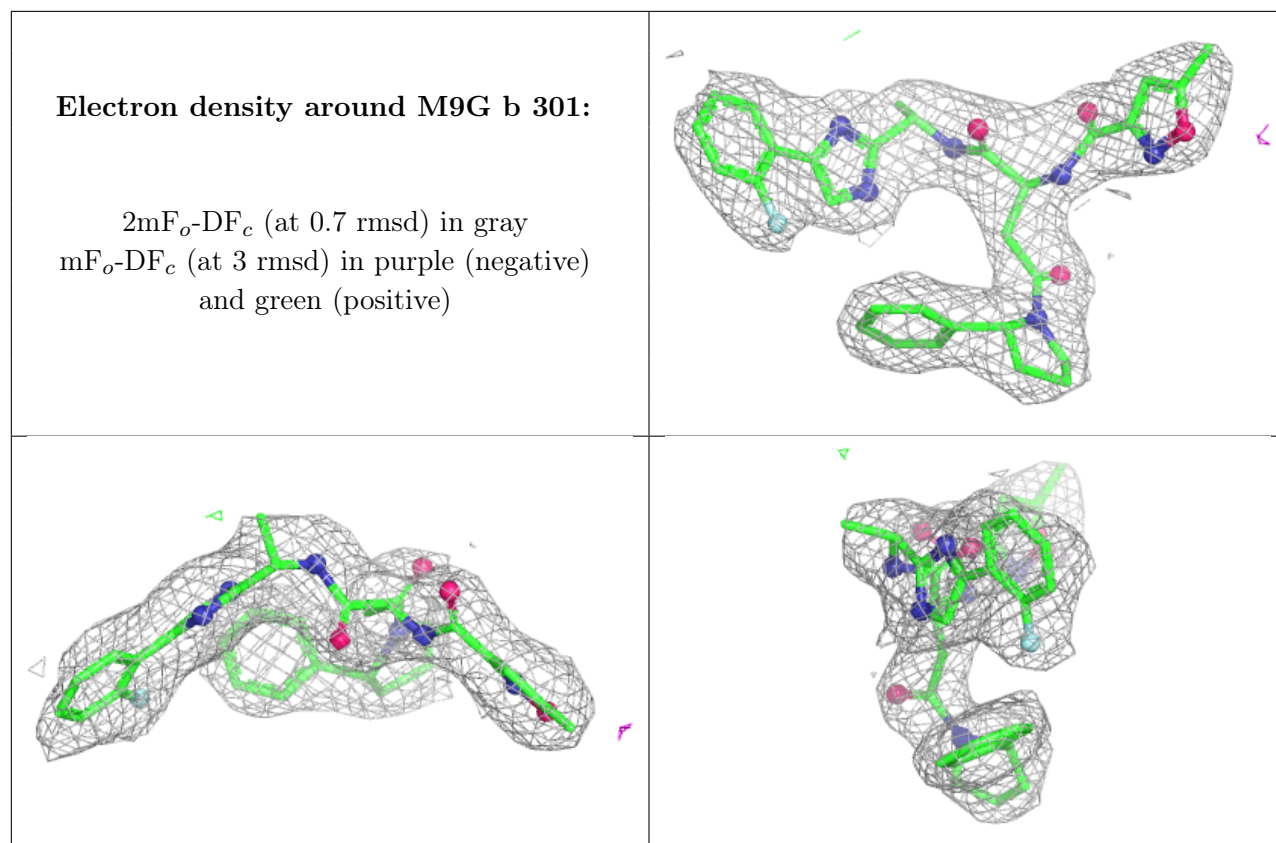 Electron density around M9G b 301:
2mFₒ-DF𝒸 (at 0.7 rmsd) in gray
mFₒ-DF𝒸 (at 3 rmsd) in purple (negative)
and green (positive)